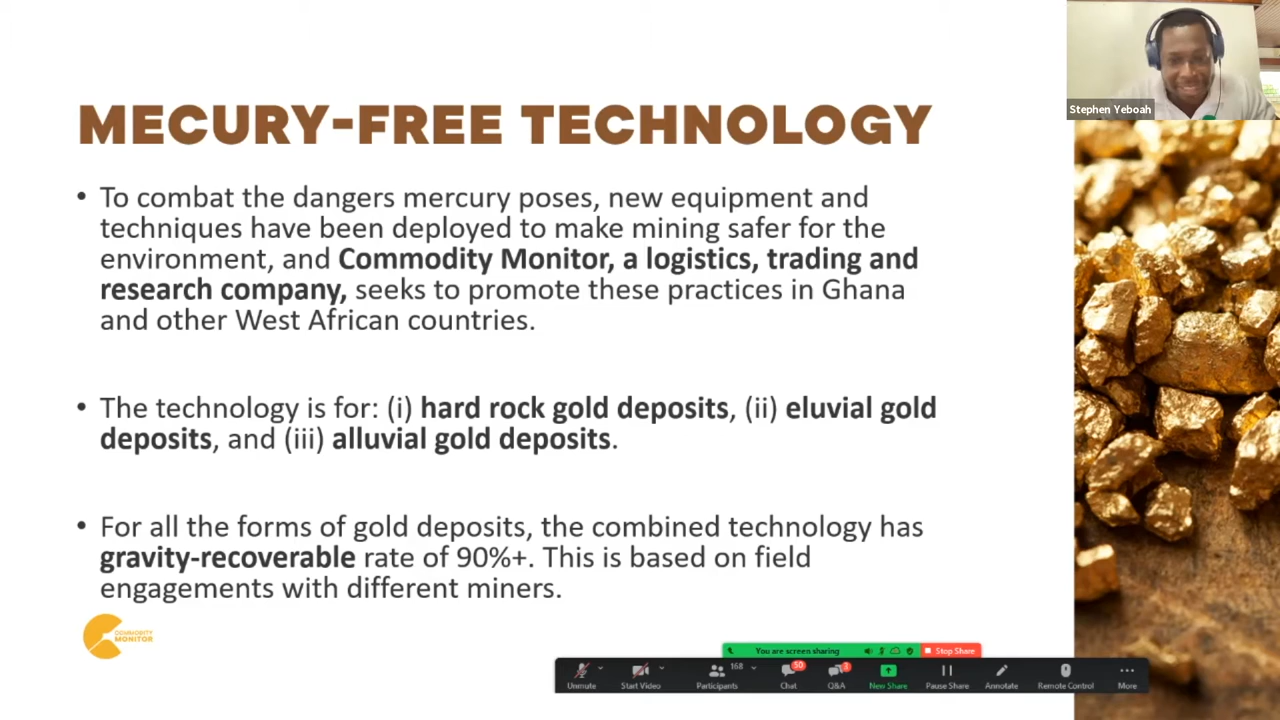 Stephen Yeboah
MECURY-FREE TECHNOLOGY
• To combat the dangers mercury poses, new equipment and
techniques have been deployed to make mining safer for the
environment, and Commodity Monitor, a logistics, trading and
research company, seeks to promote these practices in Ghana
and other West African countries.
• The technology is for: (i) hard rock gold deposits, (ii) eluvial gold
deposits, and (iii) alluvial gold deposits.
• For all the forms of gold deposits, the combined technology has
gravity-recoverable rate of 90%+. This is based on field
engagements with different miners.
COMMODITY
MONITOR
You are screen sharing
Stop Share
168
50
3
Unmute
Start Video
Participants
Chat
Q&A
New Share
Pause Share
Annotate
Remote Control
More